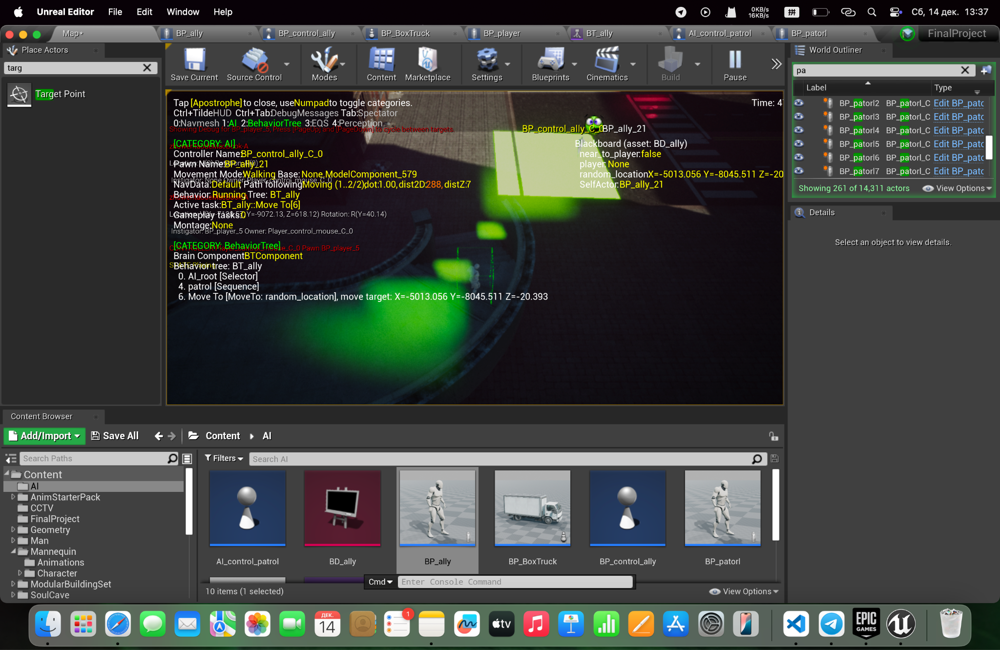 Unreal Editor File Edit Window Help
0KB/s
16KB/s
Сб, 14 дек. 13:37
Map*
BP_ally
BP_control_ally
BP_BoxTruck
BP_player
BT_ally
AI_control_patrol
BP_patorl
FinalProject
Place Actors
targ
Target Point
Save Current
Source Control
Modes
Content
Marketplace
Settings
Blueprints
Cinematics
Build
Pause
Tap [Apostrophe] to close, use Numpad to toggle categories.
Time: 4
Ctrl+Tilde HUD Ctrl+Tab: DebugMessages Tab: Spectator
0:Navmesh 1:AI 2:BehaviorTree 3:EQS 4:Perception
Showing Debug for BP_player_5, Press [PageUp] and [PageDown] to cycle between targets.
BP_control_ally_C_0 BP_ally_21
[CATEGORY: AI]
Controller Name: BP_control_ally_C_0
Pawn Name: BP_ally_21
Movement Mode: Walking Base: None.ModelComponent_579
Instigator: None Owner: Player_control_mouse_C_0
NavData: Default, Path following: Moving (1..2/2), dot:1.00, dist2D:288, distZ:7
Behavior: Running, Tree: BT_ally
Active task: BT_ally::Move To[6]
Gameplay tasks: 0
Y=-9072.13, Z=618.12) Rotation: R(Y=40.14)
Montage: None
Instigator: BP_player_5 Owner: Player_control_mouse_C_0
[CATEGORY: BehaviorTree]
CONTROLLER Player_control_mouse_C_0 Pawn BP_player_5
Brain Component: BTComponent
Behavior tree: BT_ally
0. AI_root [Selector]
4. patrol [Sequence]
6. Move To [MoveTo: random_location], move target: X=-5013.056 Y=-8045.511 Z=-20.393
Blackboard (asset: BD_ally)
near_to_player: false
player: None
random_location: X=-5013.056 Y=-8045.511 Z=-20
SelfActor: BP_ally_21
World Outliner
pa
Label
Type
BP_patorl2 BP_patorl_C Edit BP_patc
BP_patorl3 BP_patorl_C Edit BP_patc
BP_patorl4 BP_patorl_C Edit BP_patc
BP_patorl5 BP_patorl_C Edit BP_patc
BP_patorl6 BP_patorl_C Edit BP_patc
BP_patorl7 BP_patorl_C Edit BP_patc
Showing 261 of 14,311 actors
View Options
Details
Select an object to view details.
Content Browser
Add/Import
Save All
Content
AI
Search Paths
Filters
Search AI
Content
AI
AnimStarterPack
CCTV
FinalProject
Geometry
Man
Mannequin
Animations
Character
ModularBuildingSet
SoulCave
AI_control_patrol
BD_ally
BP_ally
BP_BoxTruck
BP_control_ally
BP_patorl
Cmd
Enter Console Command
10 items (1 selected)
View Options
ДЕК.
14
1
tv
EPIC
GAMES